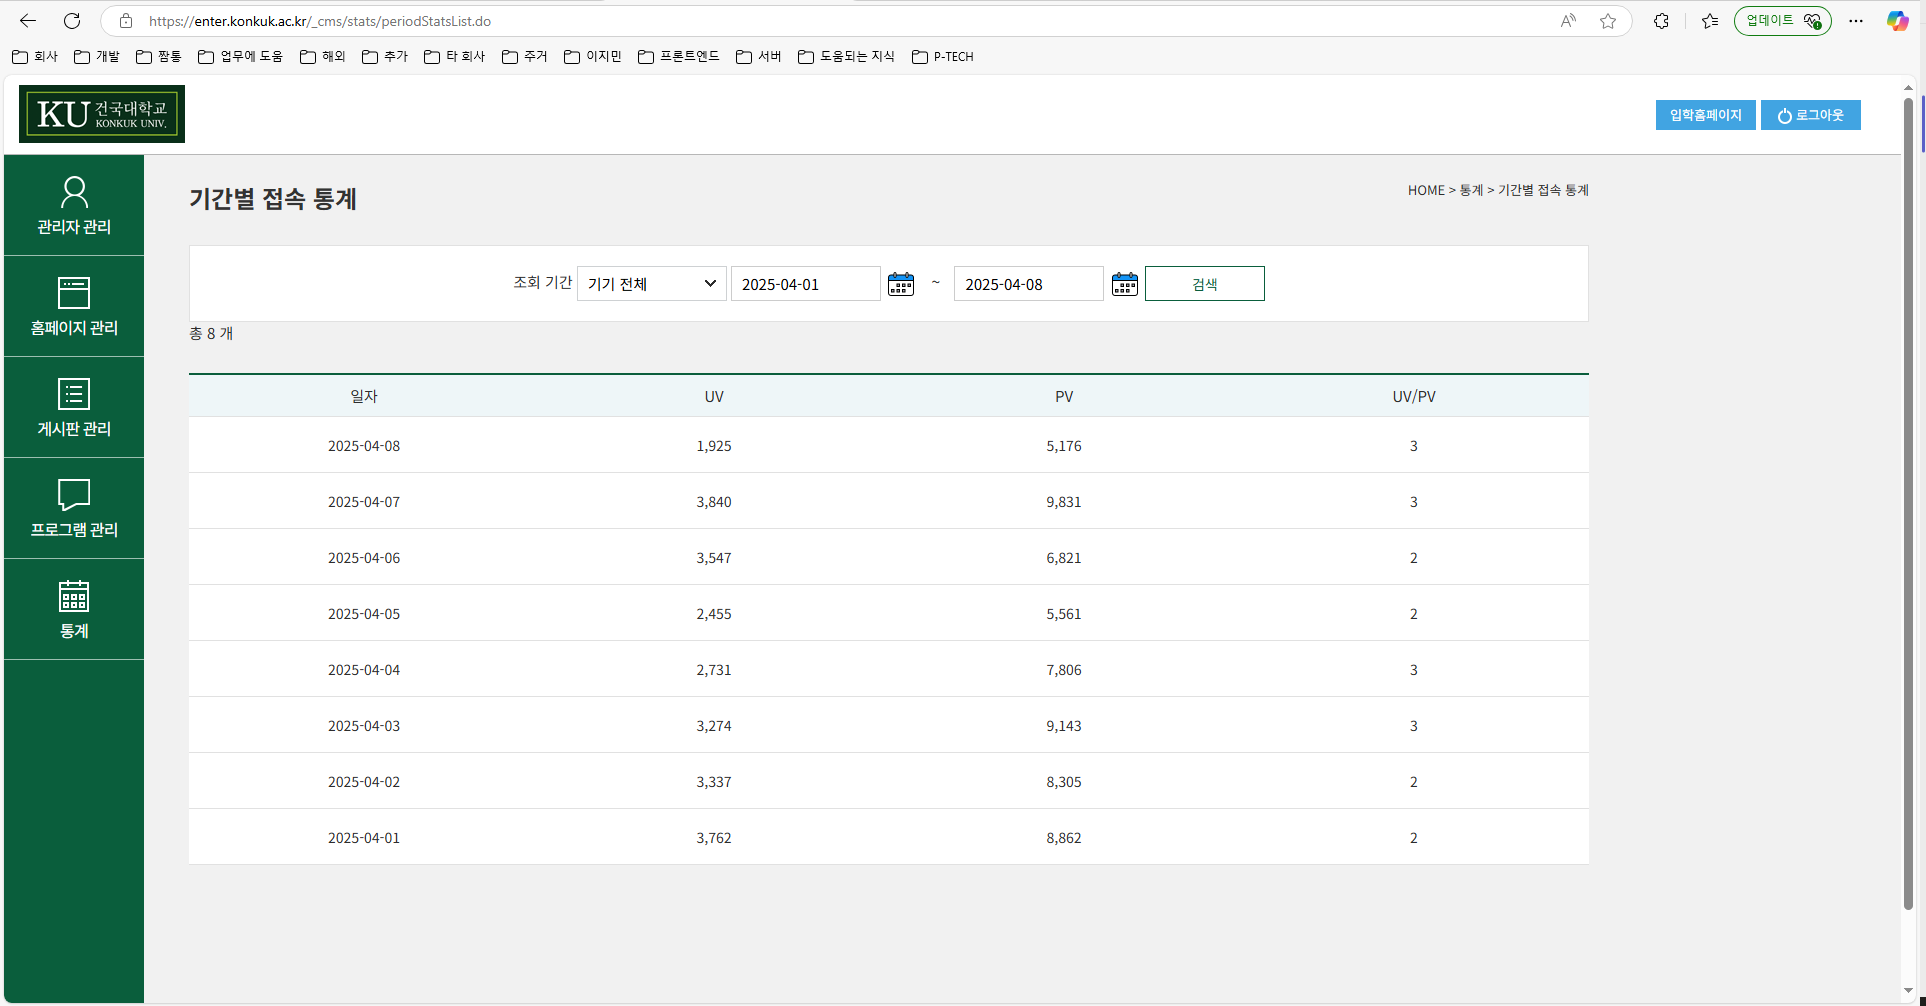 https://enter.konkuk.ac.kr/_cms/stats/periodStatsList.do
업데이트
회사 개발 짬통 업무에 도움 해외 추가 타 회사 주거 이지민 프론트엔드 서버 도움되는 지식 P-TECH
KU 건국대학교
KONKUK UNIV.
입학홈페이지 로그아웃
관리자 관리
홈페이지 관리
게시판 관리
프로그램 관리
통계
기간별 접속 통계
HOME > 통계 > 기간별 접속 통계
조회 기간 기기 전체 2025-04-01 ~ 2025-04-08 검색
총 8 개
일자 UV PV UV/PV
2025-04-08 1,925 5,176 3
2025-04-07 3,840 9,831 3
2025-04-06 3,547 6,821 2
2025-04-05 2,455 5,561 2
2025-04-04 2,731 7,806 3
2025-04-03 3,274 9,143 3
2025-04-02 3,337 8,305 2
2025-04-01 3,762 8,862 2